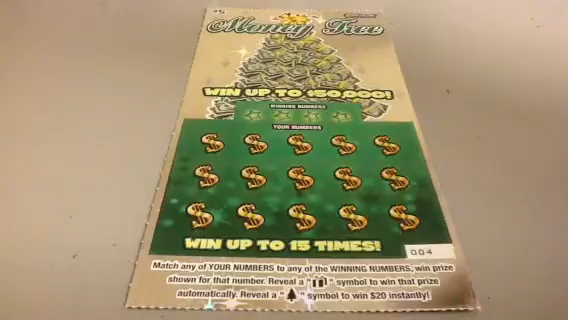 $5
Money Tree
WIN UP TO $50,000!
WINNING NUMBERS
YOUR NUMBERS
WIN UP TO 15 TIMES!
004
Match any of YOUR NUMBERS to any of the WINNING NUMBERS, win prize
shown for that number. Reveal a " " symbol to win that prize
automatically. Reveal a " " symbol to win $20 instantly!